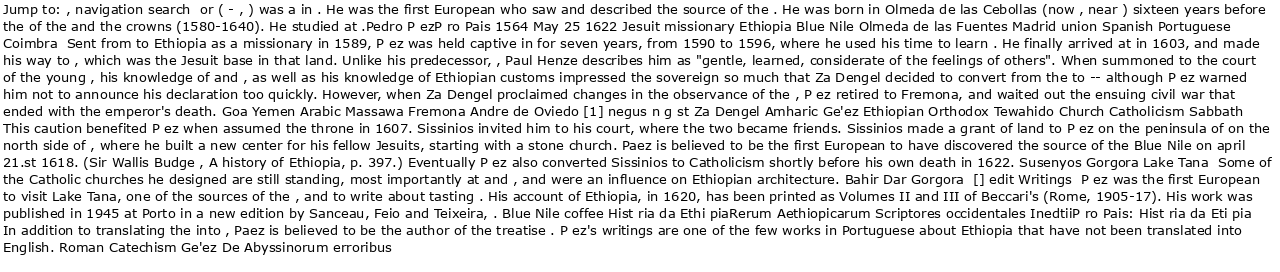 Jump to: , navigation search  or ( - , ) was a in . He was the first European who saw and described the source of the . He was born in Olmeda de las Cebollas (now , near ) sixteen years before
the of the and the crowns (1580-1640). He studied at .Pedro P ezP ro Pais 1564 May 25 1622 Jesuit missionary Ethiopia Blue Nile Olmeda de las Fuentes Madrid union Spanish Portuguese
Coimbra  Sent from to Ethiopia as a missionary in 1589, P ez was held captive in for seven years, from 1590 to 1596, where he used his time to learn . He finally arrived at in 1603, and made
his way to , which was the Jesuit base in that land. Unlike his predecessor, , Paul Henze describes him as "gentle, learned, considerate of the feelings of others". When summoned to the court
of the young , his knowledge of and , as well as his knowledge of Ethiopian customs impressed the sovereign so much that Za Dengel decided to convert from the to -- although P ez warned
him not to announce his declaration too quickly. However, when Za Dengel proclaimed changes in the observance of the , P ez retired to Fremona, and waited out the ensuing civil war that
ended with the emperor's death. Goa Yemen Arabic Massawa Fremona Andre de Oviedo [1] negus n g st Za Dengel Amharic Ge'ez Ethiopian Orthodox Tewahido Church Catholicism Sabbath
This caution benefited P ez when assumed the throne in 1607. Sissinios invited him to his court, where the two became friends. Sissinios made a grant of land to P ez on the peninsula of on the
north side of , where he built a new center for his fellow Jesuits, starting with a stone church. Paez is believed to be the first European to have discovered the source of the Blue Nile on april
21.st 1618. (Sir Wallis Budge , A history of Ethiopia, p. 397.) Eventually P ez also converted Sissinios to Catholicism shortly before his own death in 1622. Susenyos Gorgora Lake Tana  Some of
the Catholic churches he designed are still standing, most importantly at and , and were an influence on Ethiopian architecture. Bahir Dar Gorgora  [] edit Writings  P ez was the first European
to visit Lake Tana, one of the sources of the , and to write about tasting . His account of Ethiopia, in 1620, has been printed as Volumes II and III of Beccari's (Rome, 1905-17). His work was
published in 1945 at Porto in a new edition by Sanceau, Feio and Teixeira, . Blue Nile coffee Hist ria da Ethi piaRerum Aethiopicarum Scriptores occidentales InedtiiP ro Pais: Hist ria da Eti pia
In addition to translating the into , Paez is believed to be the author of the treatise . P ez's writings are one of the few works in Portuguese about Ethiopia that have not been translated into
English. Roman Catechism Ge'ez De Abyssinorum erroribus